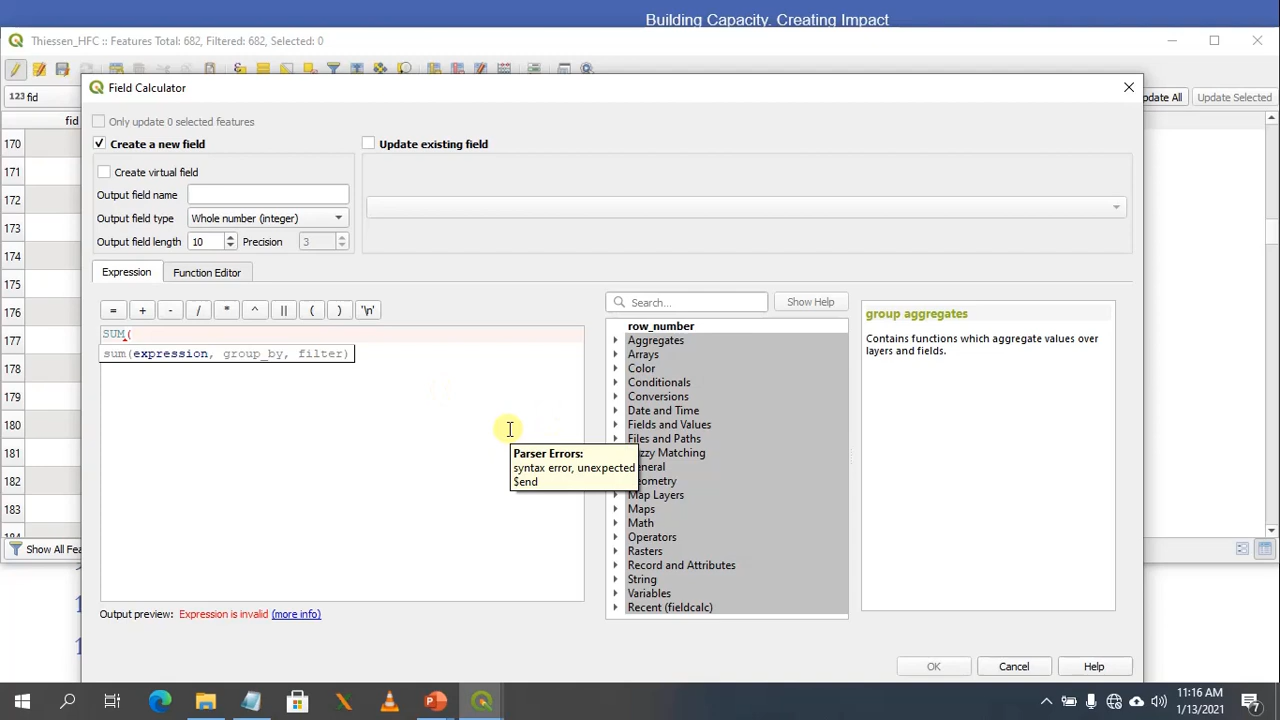 Building Capacity. Creating Impact
Thiessen_HFC :: Features Total: 682, Filtered: 682, Selected: 0
Field Calculator
123 fid
Update All
Update Selected
Only update 0 selected features
fid
Create a new field
Update existing field
Create virtual field
Output field name
Output field type Whole number (integer)
Output field length 10 Precision 3
Expression Function Editor
= + - / * ^ || ( ) '\n'
Search...
Show Help
SUM(
sum(expression, group_by, filter)
row_number
Aggregates
Arrays
Color
Conditionals
Conversions
Date and Time
Fields and Values
Files and Paths
zzy Matching
eneral
eometry
Map Layers
Maps
Math
Operators
Rasters
Record and Attributes
String
Variables
Recent (fieldcalc)
group aggregates
Contains functions which aggregate values over
layers and fields.
Parser Errors:
syntax error, unexpected
$end
170
171
172
173
174
175
176
177
178
179
180
181
182
183
184
Show All Fea
Output preview: Expression is invalid (more info)
OK Cancel Help
11:16 AM
1/13/2021
7